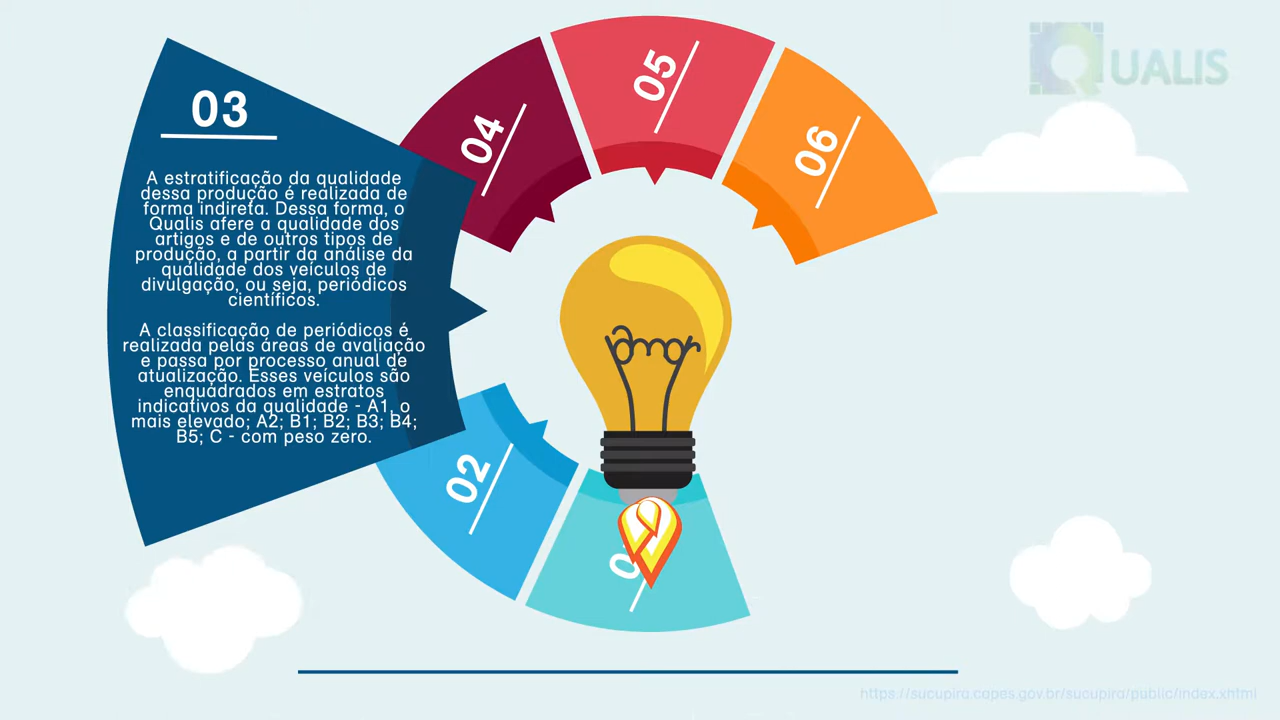 QUALIS
03
A estratificação da qualidade
dessa produção é realizada de
forma indireta. Dessa forma, o
Qualis afere a qualidade dos
artigos e de outros tipos de
produção, a partir da análise da
qualidade dos veículos de
divulgação, ou seja, periódicos
científicos.
A classificação de periódicos é
realizada pelas áreas de avaliação
e passa por processo anual de
atualização. Esses veículos são
enquadrados em estratos
indicativos da qualidade - A1, o
mais elevado; A2; B1; B2; B3; B4;
B5; C - com peso zero.
04
05
06
02
https://sucupira.capes.gov.br/sucupira/public/index.xhtml